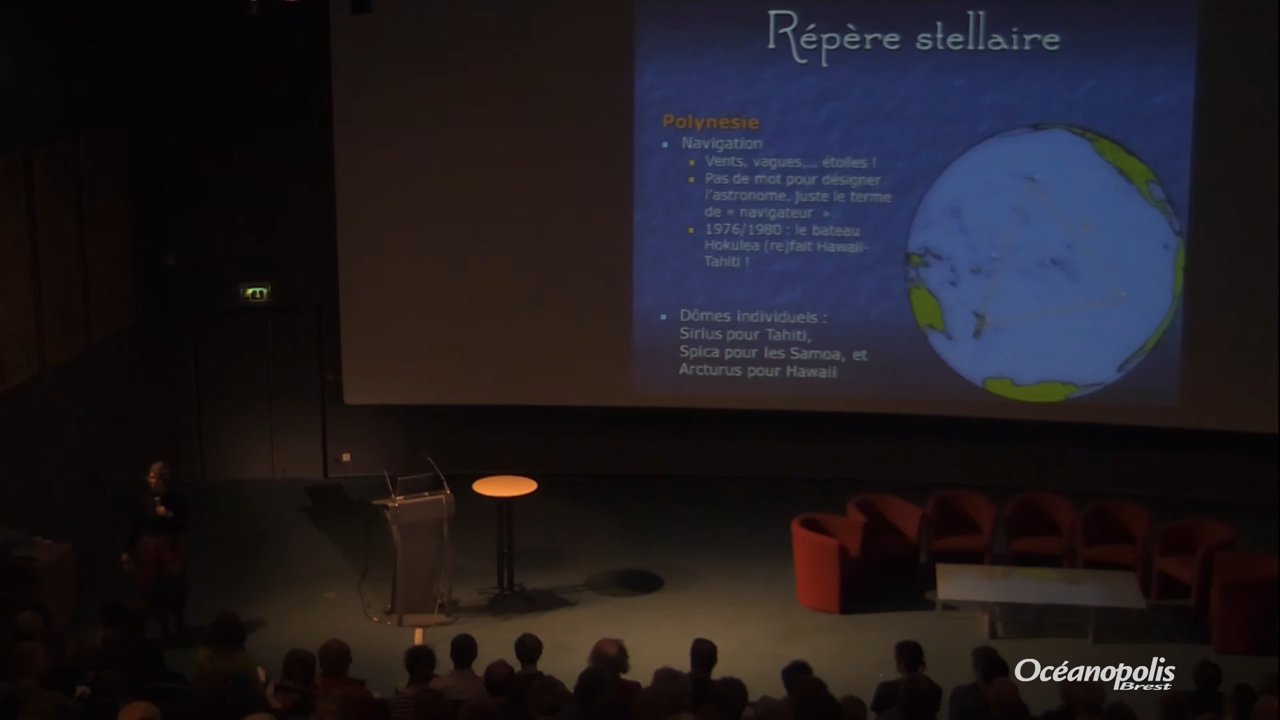 Répère stellaire
Polynésie
Navigation
Vents, vagues,... étoiles !
Pas de mot pour désigner
l'astronome, juste le terme
de « navigateur »
1976/1980 : le bateau
Hokulea (re)fait Hawaii-
Tahiti !
Dômes individuels :
Sirius pour Tahiti,
Spica pour les Samoa, et
Arcturus pour Hawaii
Océanopolis
Brest